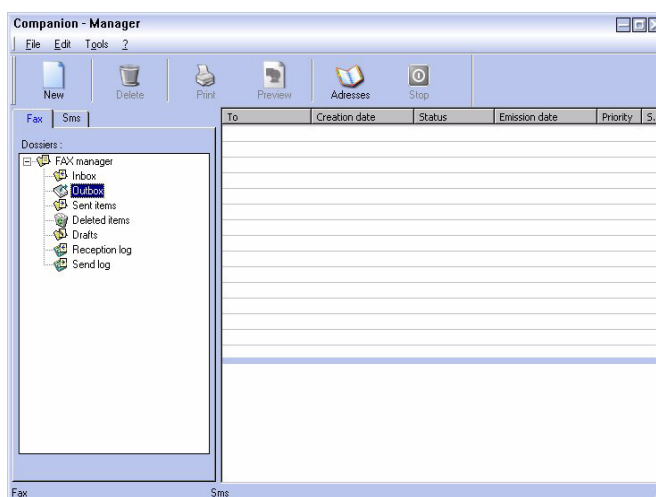 Companion - Manager
File Edit Tools ?
New Delete Print Preview Adresses Stop
Fax Sms
To Creation date Status Emission date Priority S..
Dossiers :
FAX manager
Inbox
Outbox
Sent items
Deleted items
Drafts
Reception log
Send log
Fax Sms